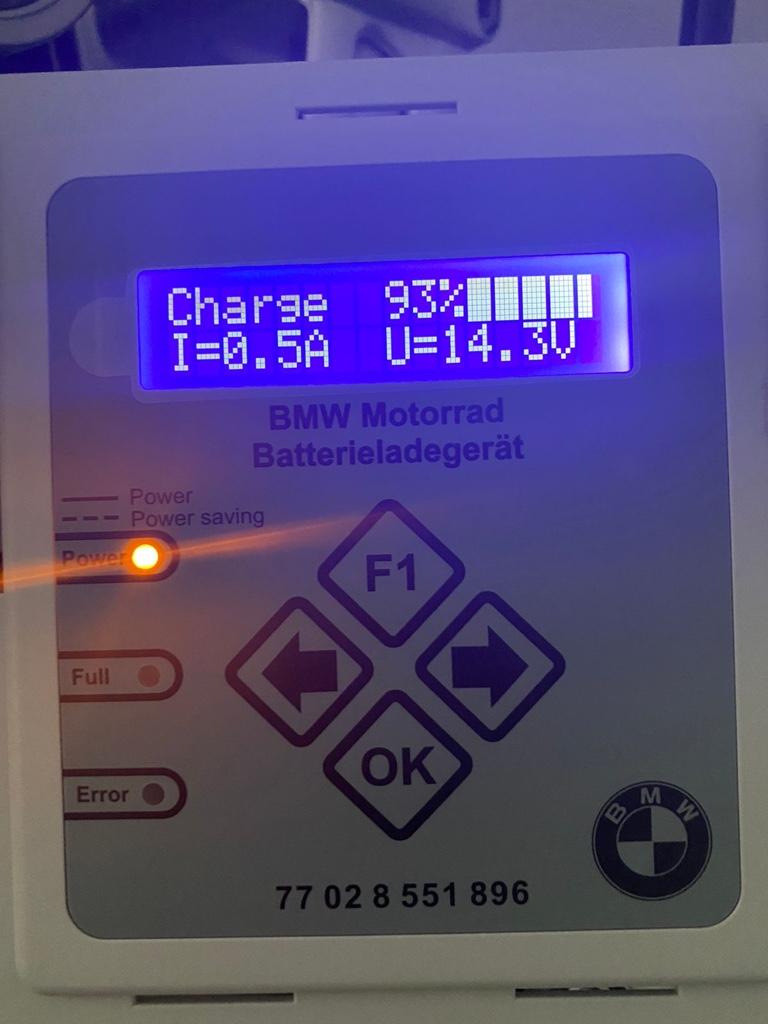 Charge 93%
I=0.5A U=14.3V
BMW Motorrad
Batterieladegerät
Power
Power saving
Power
F1
Full
OK
Error
BMW
77 02 8 551 896